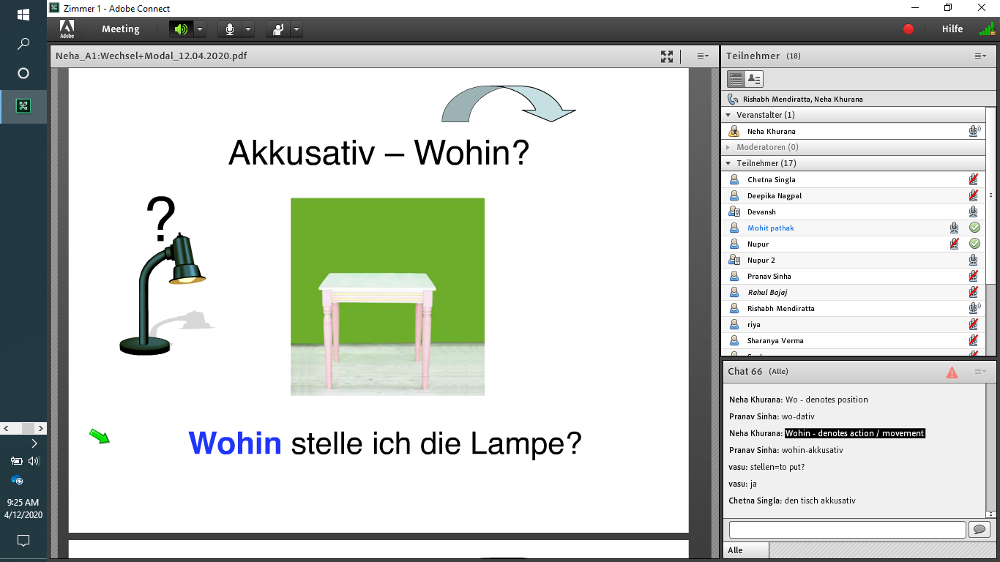 Zimmer 1 - Adobe Connect
Adobe
Meeting
Hilfe
Neha_A1:Wechsel+Modal_12.04.2020.pdf
Akkusativ – Wohin?
?
Wohin stelle ich die Lampe?
Teilnehmer (18)
Rishabh Mendiratta, Neha Khurana
Veranstalter (1)
Neha Khurana
Moderatoren (0)
Teilnehmer (17)
Chetna Singla
Deepika Nagpal
Devansh
Mohit pathak
Nupur
Nupur 2
Pranav Sinha
Rahul Bajaj
Rishabh Mendiratta
riya
Sharanya Verma
Chat 66 (Alle)
Neha Khurana: Wo - denotes position
Pranav Sinha: wo-dativ
Neha Khurana: Wohin - denotes action / movement
Pranav Sinha: wohin-akkusativ
vasu: stellen=to put?
vasu: ja
Chetna Singla: den tisch akkusativ
Alle
9:25 AM
4/12/2020